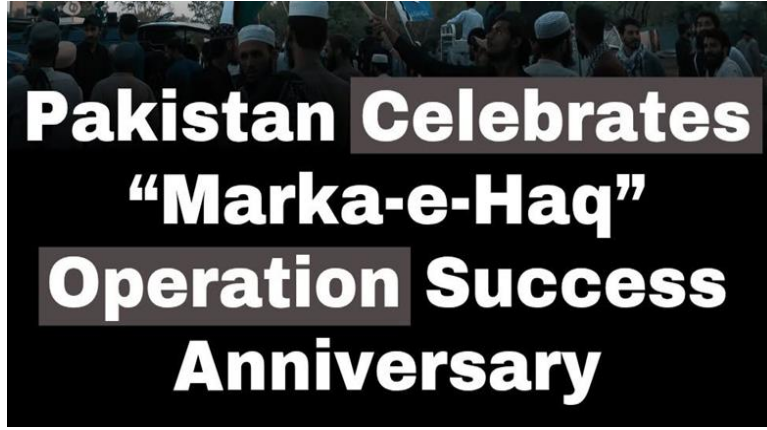 Pakistan Celebrates
“Marka-e-Haq”
Operation Success
Anniversary